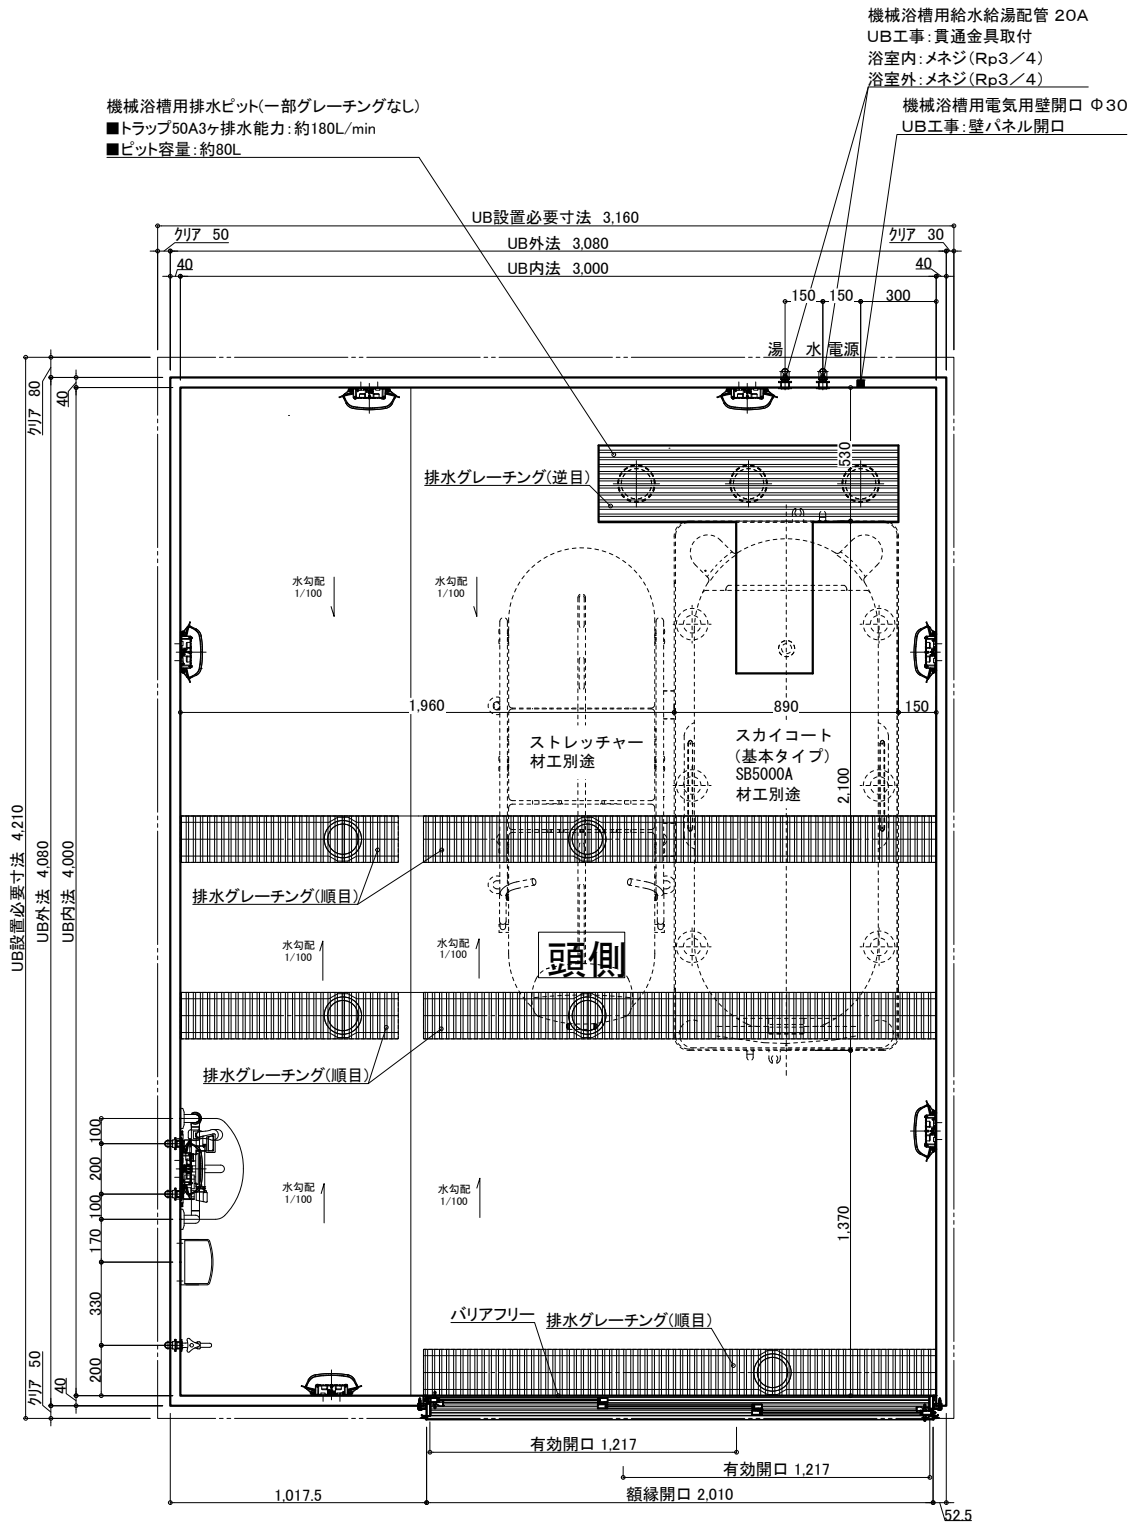 機械浴槽用給水給湯配管 20A
UB工事:貫通金具取付
浴室内:メネジ(Rp3/4)
浴室外:メネジ(Rp3/4)
機械浴槽用電気用壁開口 Φ30
UB工事:壁パネル開口
機械浴槽用排水ピット(一部グレーチングなし)
■トラップ50A3ヶ排水能力:約180L/min
■ピット容量:約80L
UB設置必要寸法 3,160
クリア 50
UB外法 3,080
クリア 30
40
UB内法 3,000
40
150
150
300
湯
水
電源
クリア 80
40
530
排水グレーチング(逆目)
水勾配
1/100
水勾配
1/100
1,960
890
150
ストレッチャー
材工別途
スカイコート
(基本タイプ)
SB5000A
材工別途
2,100
UB設置必要寸法 4,210
UB外法 4,080
UB内法 4,000
排水グレーチング(順目)
水勾配
1/100
水勾配
1/100
頭側
排水グレーチング(順目)
100
200
100
170
330
200
水勾配
1/100
水勾配
1/100
1,370
バリアフリー
排水グレーチング(順目)
クリア 50
40
有効開口 1,217
有効開口 1,217
1,017.5
額縁開口 2,010
52.5